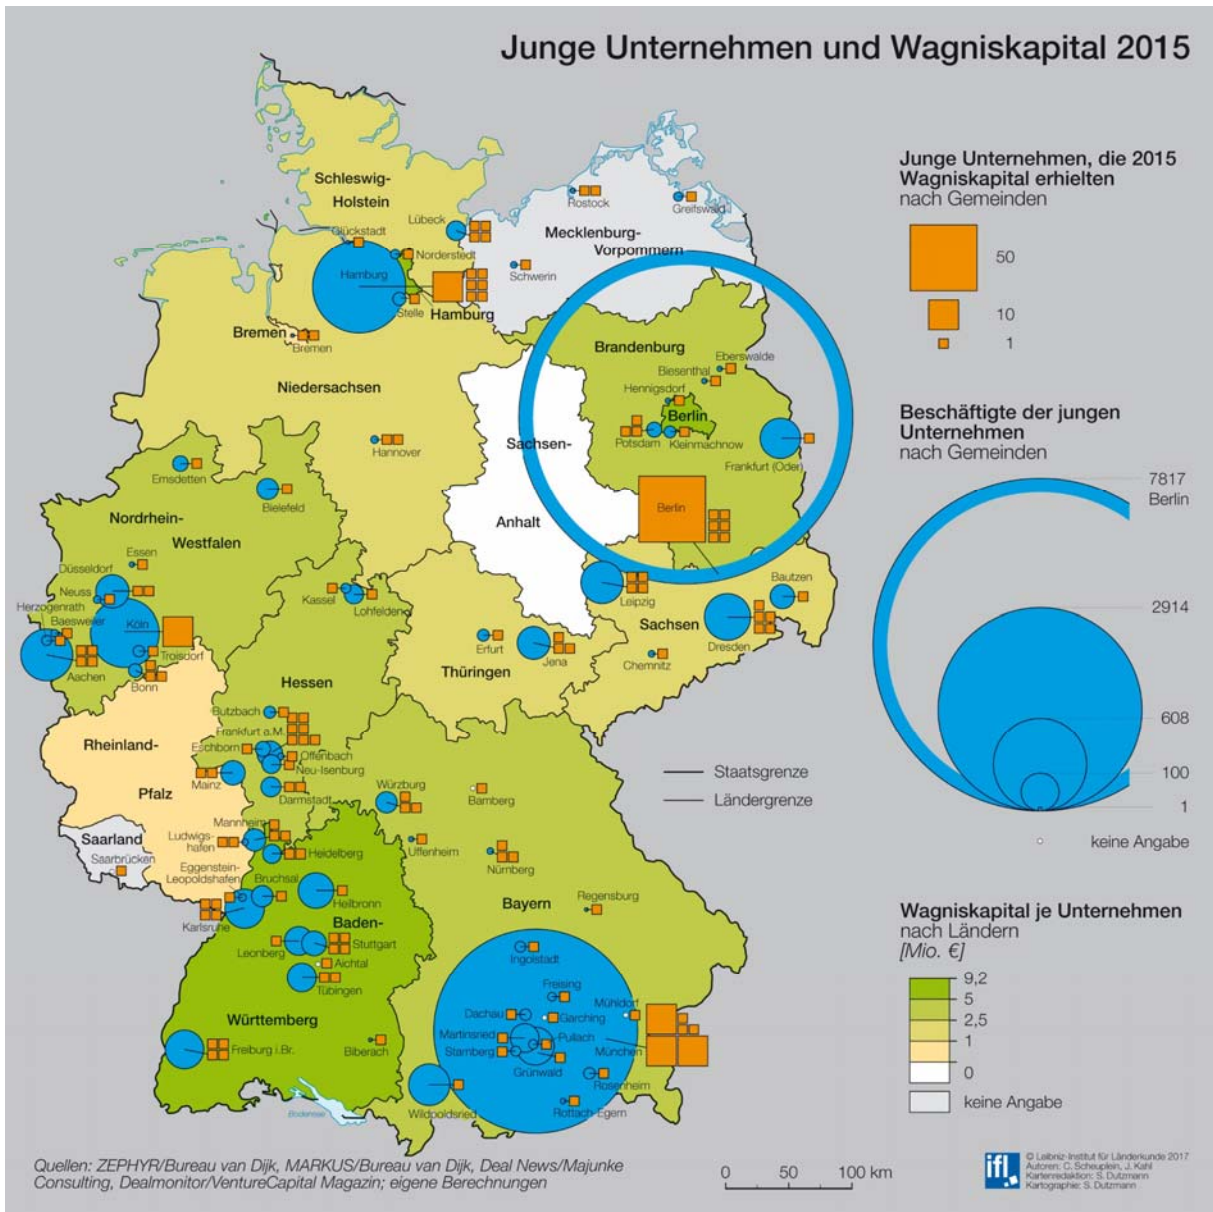 Junge Unternehmen und Wagniskapital 2015
Schleswig-
Holstein
Glückstadt
Lübeck
Norderstedt
Hamburg
Stelle
Hamburg
Rostock
Greifswald
Mecklenburg-
Vorpommern
Schwerin
Bremen
Bremen
Niedersachsen
Hannover
Brandenburg
Eberswalde
Biesenthal
Hennigsdorf
Berlin
Potsdam
Kleinmachnow
Frankfurt (Oder)
Berlin
Sachsen-
Anhalt
Emsdetten
Bielefeld
Nordrhein-
Westfalen
Essen
Düsseldorf
Neuss
Herzogenrath
Baesweiler
Köln
Troisdorf
Aachen
Bonn
Kassel
Lohfelden
Leipzig
Bautzen
Sachsen
Dresden
Chemnitz
Erfurt
Jena
Thüringen
Hessen
Butzbach
Frankfurt a.M.
Eschborn
Offenbach
Neu-Isenburg
Mainz
Darmstadt
Rheinland-
Pfalz
Saarland
Saarbrücken
Mannheim
Ludwigs-
hafen
Heidelberg
Eggenstein-
Leopoldshafen
Bruchsal
Heilbronn
Karlsruhe
Baden-
Leonberg
Stuttgart
Aichtal
Tübingen
Württemberg
Freiburg i.Br.
Biberach
Bodensee
Würzburg
Bamberg
Uffenheim
Nürnberg
Regensburg
Bayern
Ingolstadt
Freising
Mühldorf
Dachau
Garching
Martinsried
Pullach
München
Starnberg
Grünwald
Rosenheim
Wildpoldsried
Rottach-Egern
Junge Unternehmen, die 2015
Wagniskapital erhielten
nach Gemeinden
50
10
1
Beschäftigte der jungen
Unternehmen
nach Gemeinden
7817
Berlin
2914
608
100
1
keine Angabe
Staatsgrenze
Ländergrenze
Wagniskapital je Unternehmen
nach Ländern
[Mio. €]
9,2
5
2,5
1
0
keine Angabe
Quellen: ZEPHYR/Bureau van Dijk, MARKUS/Bureau van Dijk, Deal News/Majunke
Consulting, Dealmonitor/VentureCapital Magazin; eigene Berechnungen
0 50 100 km
ifl
© Leibniz-Institut für Länderkunde 2017
Autoren: C. Scheuplein, J. Kahl
Kartenredaktion: S. Dutzmann
Kartographie: S. Dutzmann